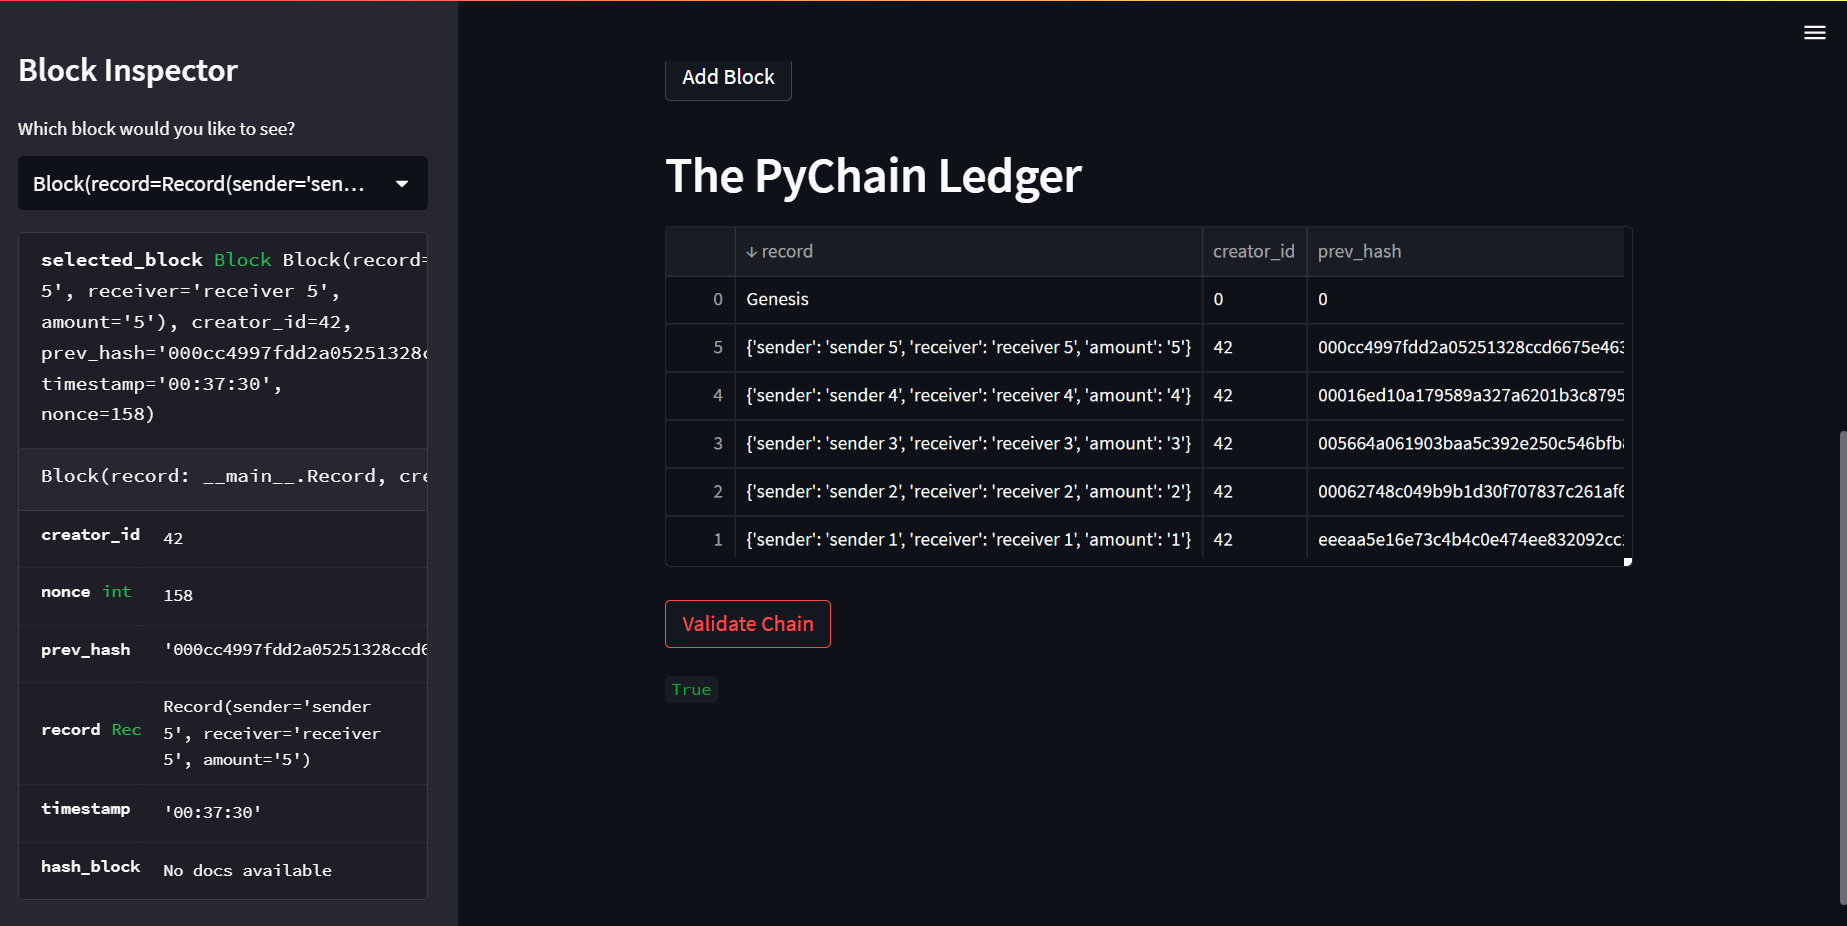 Block Inspector
Which block would you like to see?
Block(record=Record(sender='sen...
selected_block Block Block(record=
5', receiver='receiver 5',
amount='5'), creator_id=42,
prev_hash='000cc4997fdd2a05251328c
timestamp='00:37:30',
nonce=158)
Block(record: __main__.Record, cre
creator_id 42
nonce int 158
prev_hash '000cc4997fdd2a05251328ccd6
record Rec Record(sender='sender
5', receiver='receiver
5', amount='5')
timestamp '00:37:30'
hash_block No docs available
Add Block
The PyChain Ledger
↓ record creator_id prev_hash
0 Genesis 0 0
5 {'sender': 'sender 5', 'receiver': 'receiver 5', 'amount': '5'} 42 000cc4997fdd2a05251328ccd6675e463
4 {'sender': 'sender 4', 'receiver': 'receiver 4', 'amount': '4'} 42 00016ed10a179589a327a6201b3c8795
3 {'sender': 'sender 3', 'receiver': 'receiver 3', 'amount': '3'} 42 005664a061903baa5c392e250c546bfb
2 {'sender': 'sender 2', 'receiver': 'receiver 2', 'amount': '2'} 42 00062748c049b9b1d30f707837c261af6
1 {'sender': 'sender 1', 'receiver': 'receiver 1', 'amount': '1'} 42 eeeaa5e16e73c4b4c0e474ee832092cc
Validate Chain
True